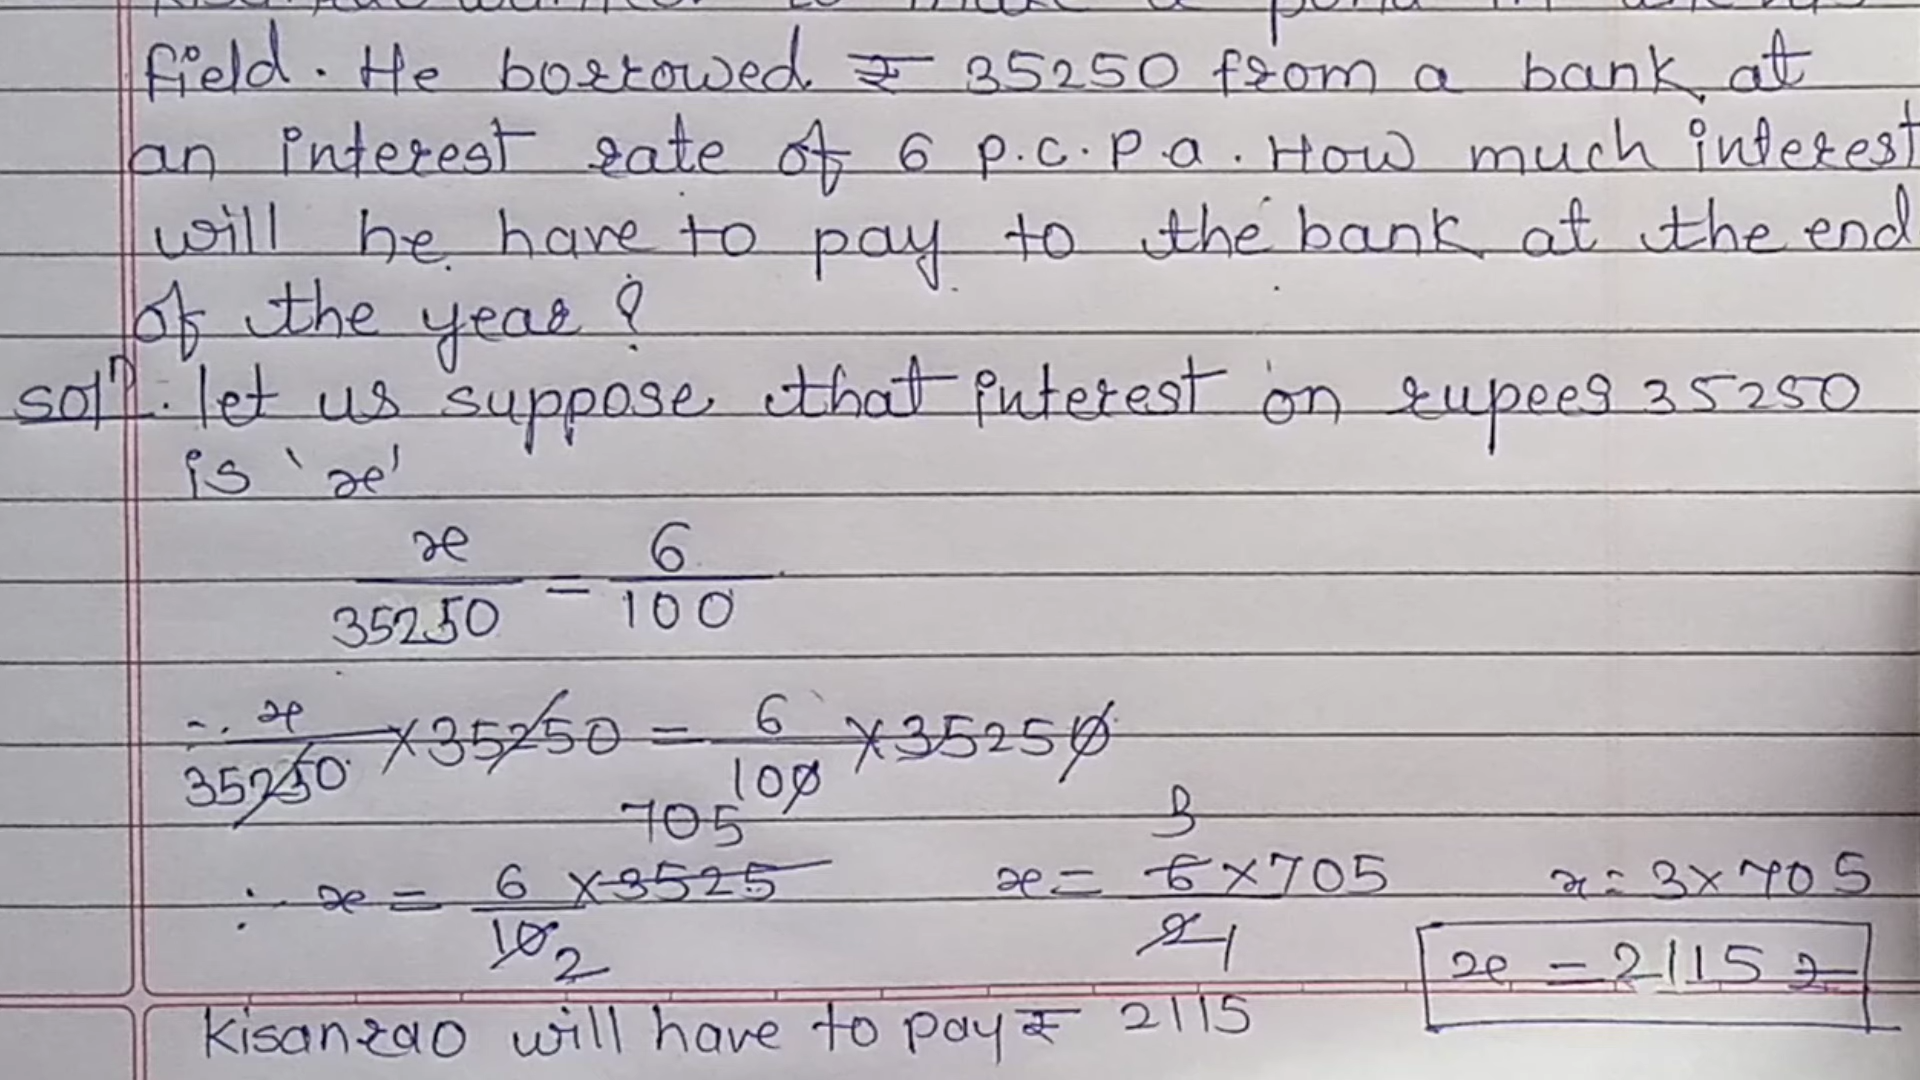 field. He borrowed ₹ 35250 from a bank at
an interest rate of 6 p.c.p.a. How much interest
will he have to pay to the bank at the end
of the year?
solⁿ. let us suppose that interest on rupees 35250
is 'x'
x/35250 = 6/100
∴ x/35250 × 35250 = 6/100 × 35250
705 3
∴ x = 6 × 3525/10 2 x = 6 × 705/2 1 x = 3 × 705
x = 2115 ₹
Kisanrao will have to pay ₹ 2115